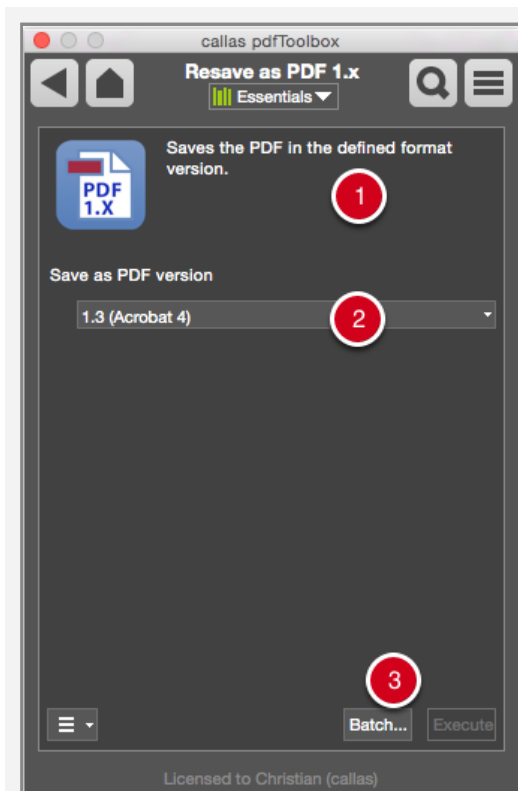 callas pdfToolbox
Resave as PDF 1.x
Essentials
Saves the PDF in the defined format
version.
PDF
1.X
1
Save as PDF version
1.3 (Acrobat 4)
2
3
Batch...
Execute
Licensed to Christian (callas)